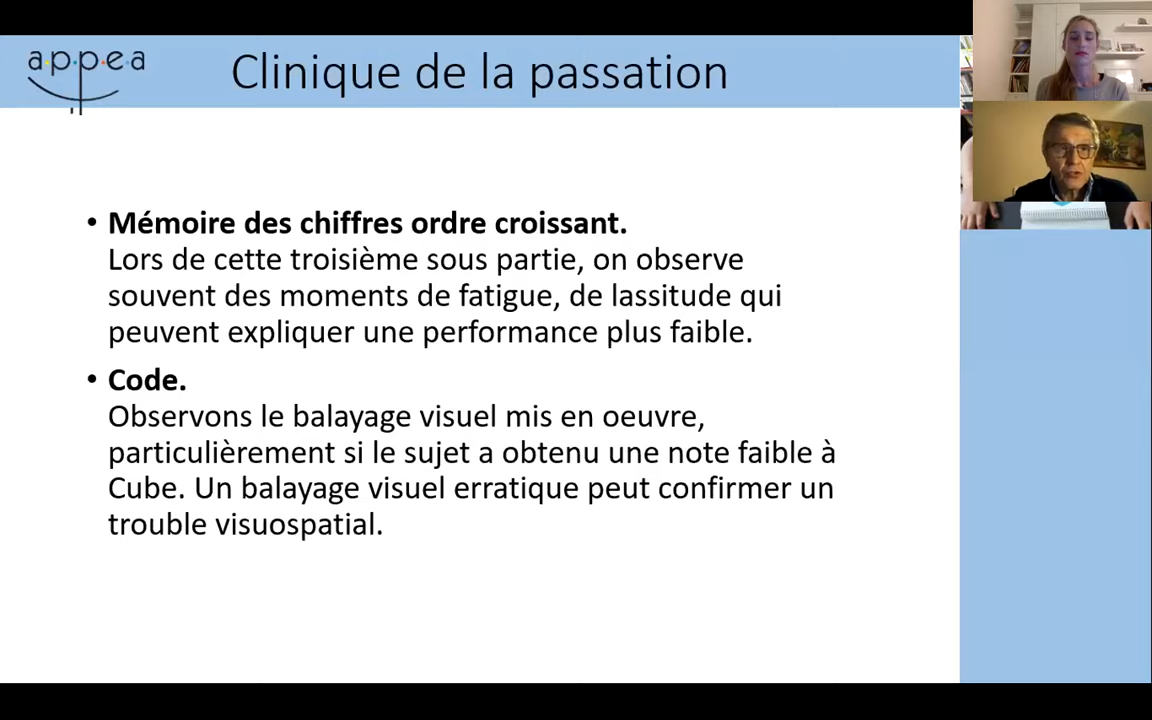 appea
Clinique de la passation
• Mémoire des chiffres ordre croissant.
Lors de cette troisième sous partie, on observe
souvent des moments de fatigue, de lassitude qui
peuvent expliquer une performance plus faible.
• Code.
Observons le balayage visuel mis en oeuvre,
particulièrement si le sujet a obtenu une note faible à
Cube. Un balayage visuel erratique peut confirmer un
trouble visuospatial.